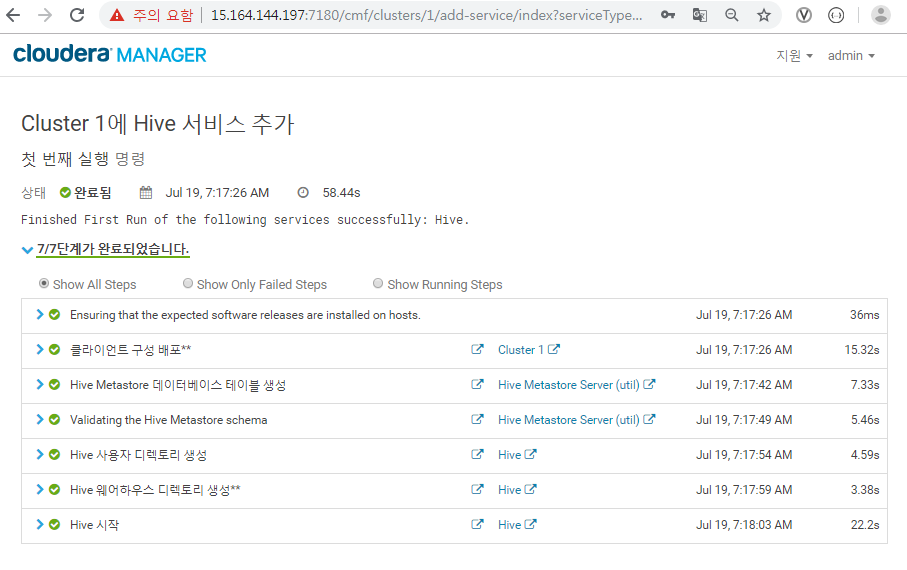 주의 요함 15.164.144.197:7180/cmf/clusters/1/add-service/index?serviceType...
cloudera MANAGER 지원 admin
Cluster 1에 Hive 서비스 추가
첫 번째 실행 명령
상태 완료됨 Jul 19, 7:17:26 AM 58.44s
Finished First Run of the following services successfully: Hive.
7/7단계가 완료되었습니다.
Show All Steps Show Only Failed Steps Show Running Steps
Ensuring that the expected software releases are installed on hosts. Jul 19, 7:17:26 AM 36ms
클라이언트 구성 배포** Cluster 1 Jul 19, 7:17:26 AM 15.32s
Hive Metastore 데이터베이스 테이블 생성 Hive Metastore Server (util) Jul 19, 7:17:42 AM 7.33s
Validating the Hive Metastore schema Hive Metastore Server (util) Jul 19, 7:17:49 AM 5.46s
Hive 사용자 디렉토리 생성 Hive Jul 19, 7:17:54 AM 4.59s
Hive 웨어하우스 디렉토리 생성** Hive Jul 19, 7:17:59 AM 3.38s
Hive 시작 Hive Jul 19, 7:18:03 AM 22.2s